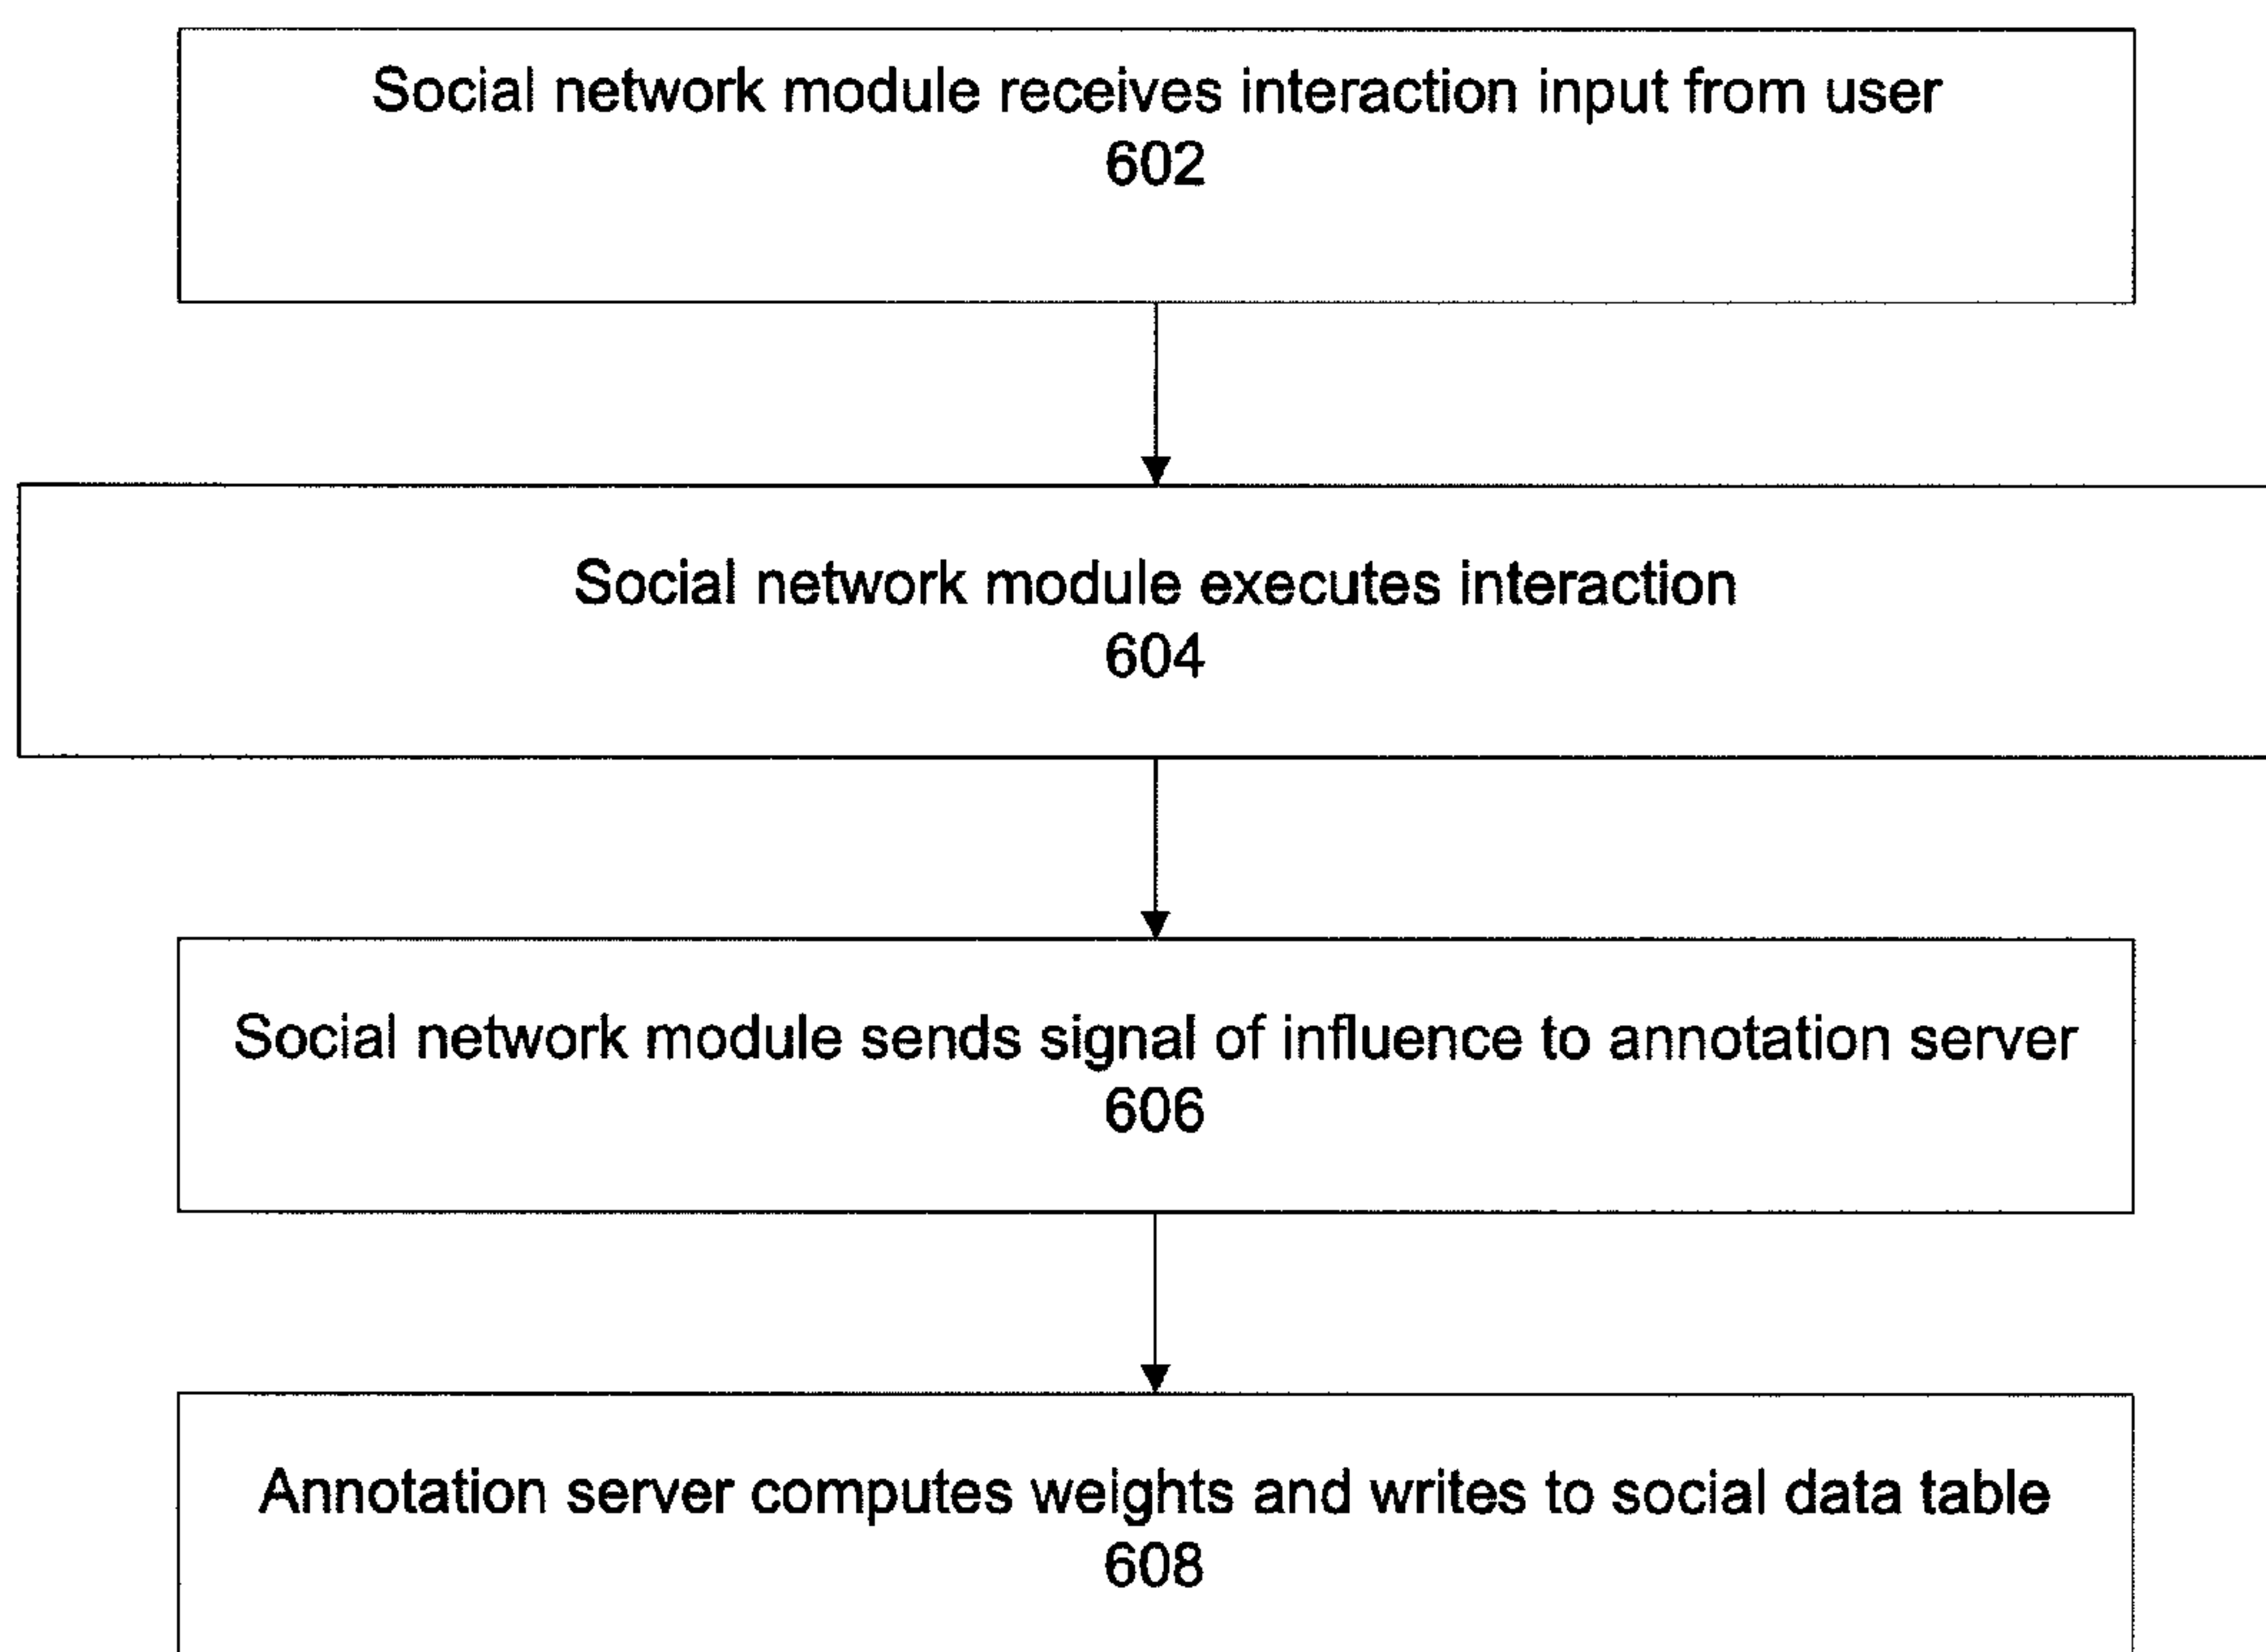 Social network module receives interaction input from user
602
Social network module executes interaction
604
Social network module sends signal of influence to annotation server
606
Annotation server computes weights and writes to social data table
608